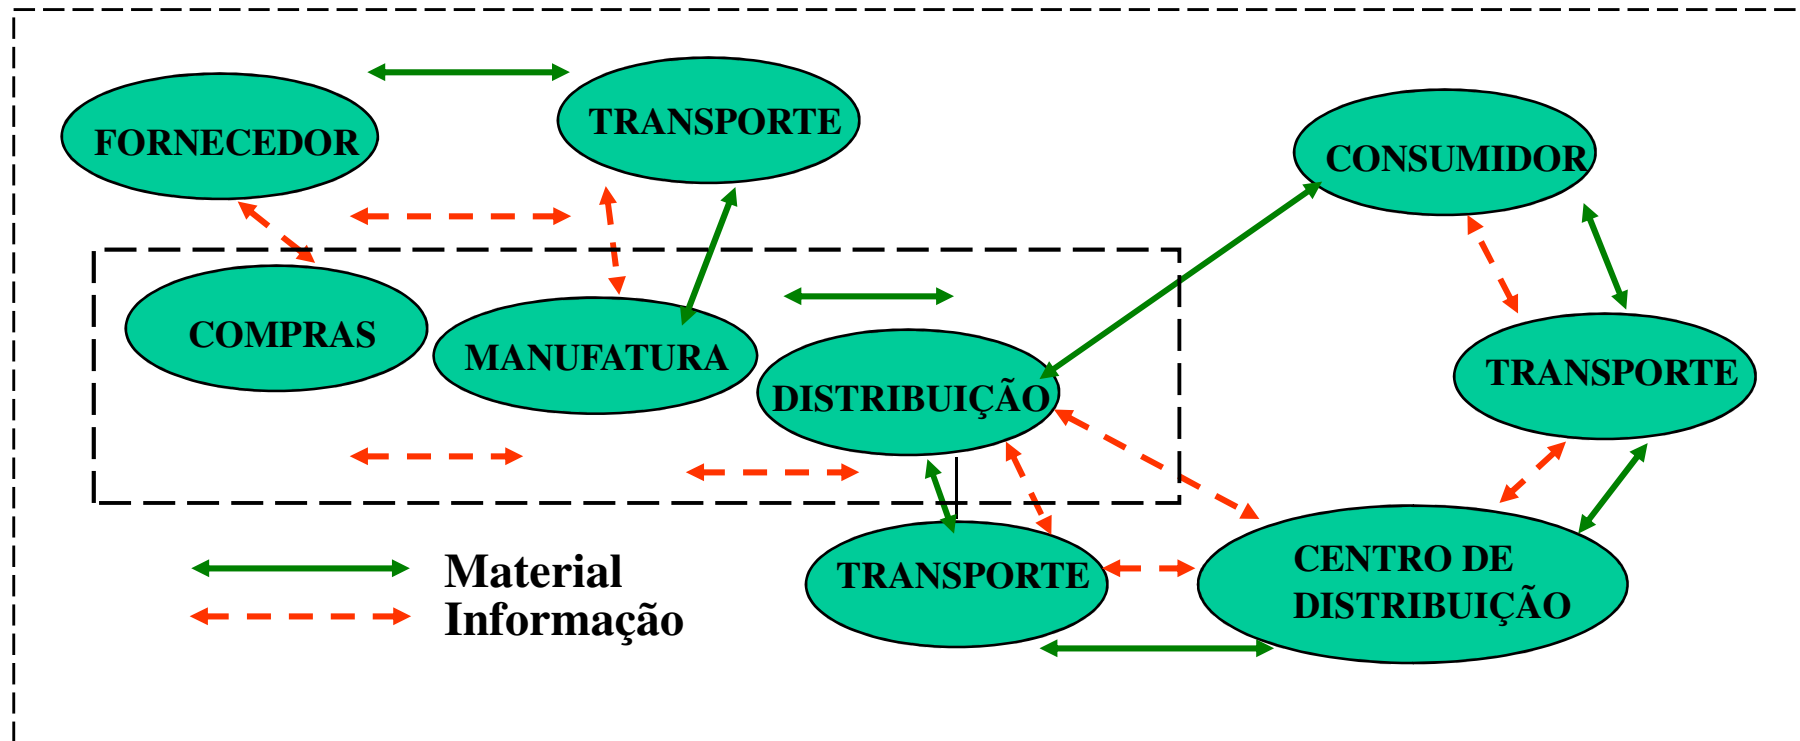 FORNECEDOR
TRANSPORTE
CONSUMIDOR
COMPRAS
MANUFATURA
DISTRIBUIÇÃO
TRANSPORTE
TRANSPORTE
CENTRO DE
DISTRIBUIÇÃO
Material
Informação